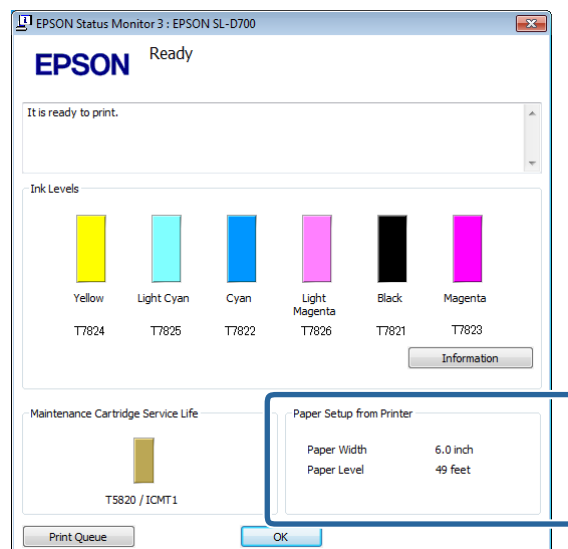 EPSON Status Monitor 3 : EPSON SL-D700
EPSON
Ready
It is ready to print.
Ink Levels
Yellow Light Cyan Cyan Light Magenta Black Magenta
T7824 T7825 T7822 T7826 T7821 T7823
Information
Maintenance Cartridge Service Life
T5820 / ICMT1
Paper Setup from Printer
Paper Width 6.0 inch
Paper Level 49 feet
Print Queue
OK